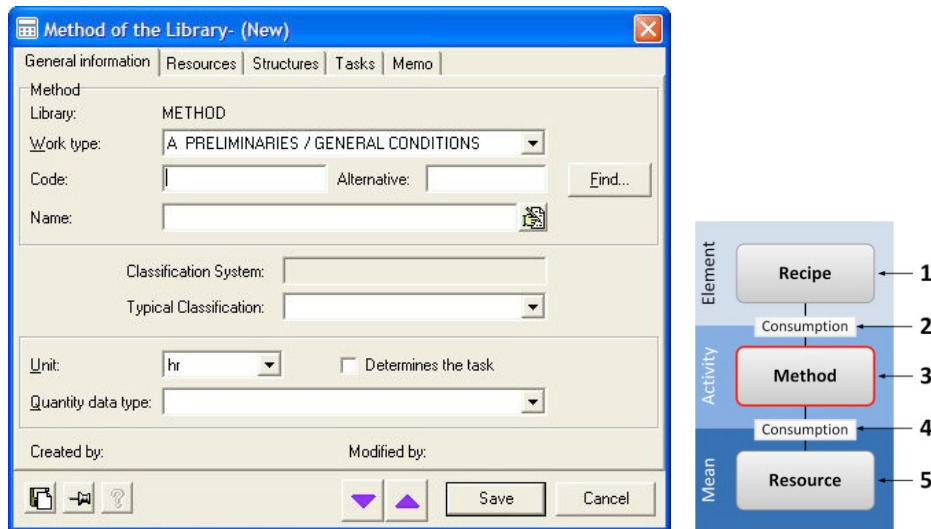 Method of the Library- (New)
General information Resources Structures Tasks Memo
Method
Library: METHOD
Work type: A PRELIMINARIES / GENERAL CONDITIONS
Code: Alternative: Find...
Name:
Classification System:
Typical Classification:
Unit: hr Determines the task
Quantity data type:
Created by: Modified by:
Save Cancel
Element
Recipe 1
Consumption 2
Activity
Method 3
Consumption 4
Mean
Resource 5